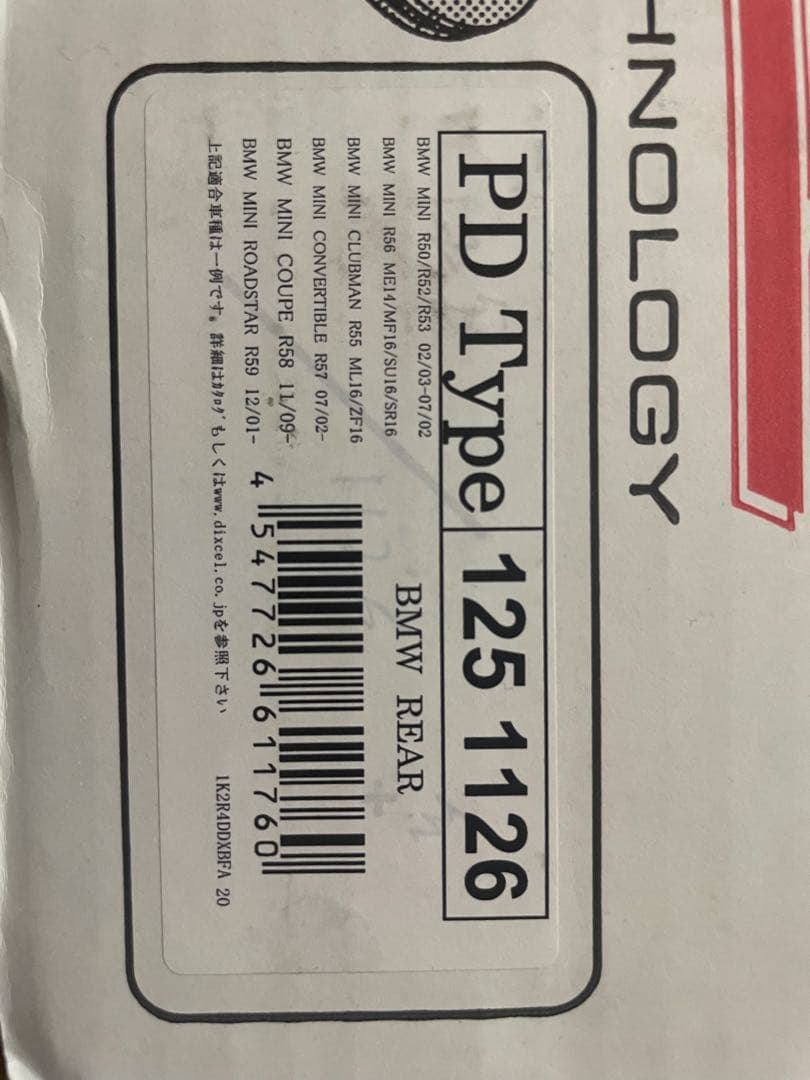 HNOLOGY
PD Type 125 1126
BMW MINI R50/R52/R53 02/03-07/02
BMW MINI R56 ME14/MF16/SU16/SR16
BMW MINI CLUBMAN R55 ML16/ZF16
BMW MINI CONVERTIBLE R57 07/02-
BMW MINI COUPE R58 11/09-
BMW MINI ROADSTAR R59 12/01-
BMW REAR
4 547726 611760
上記適合車種は一例です。詳細はｶﾀﾛｸﾞもしくはwww.dixcel.co.jpを参照下さい
1K2R4DDXBFA 20